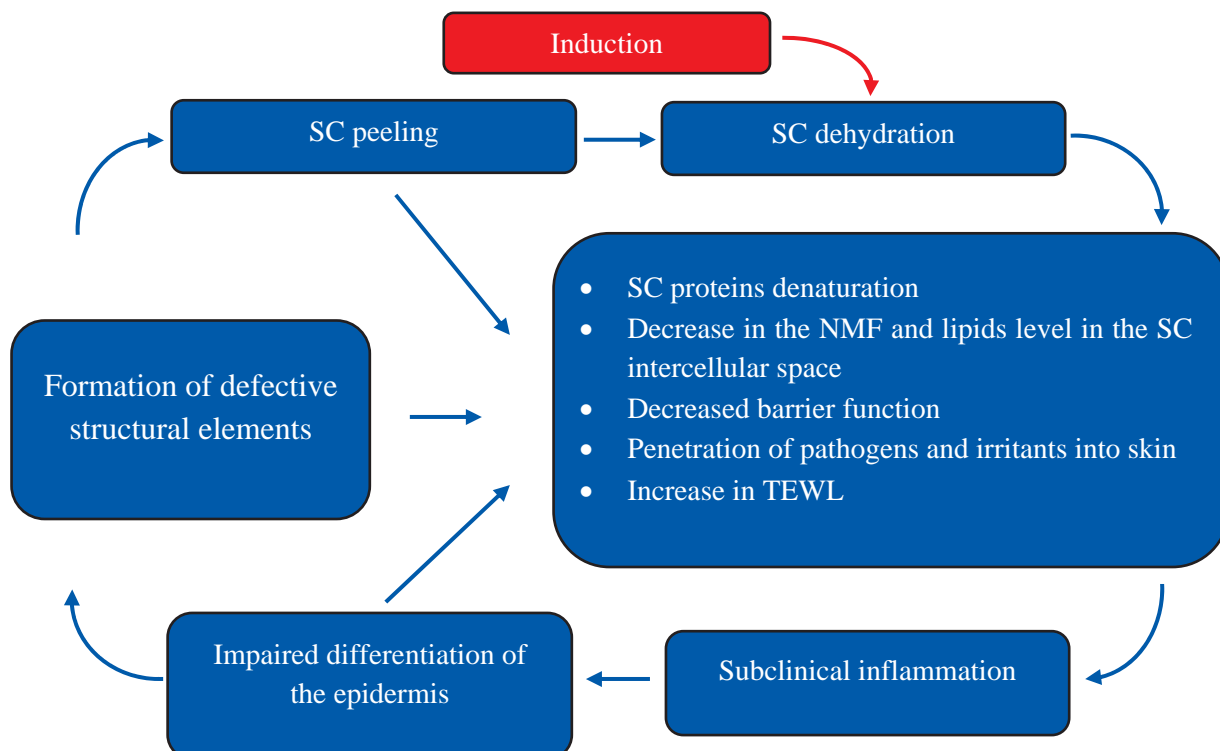 Induction
SC peeling
SC dehydration
• SC proteins denaturation
• Decrease in the NMF and lipids level in the SC
intercellular space
• Decreased barrier function
• Penetration of pathogens and irritants into skin
• Increase in TEWL
Formation of defective
structural elements
Impaired differentiation of
the epidermis
Subclinical inflammation